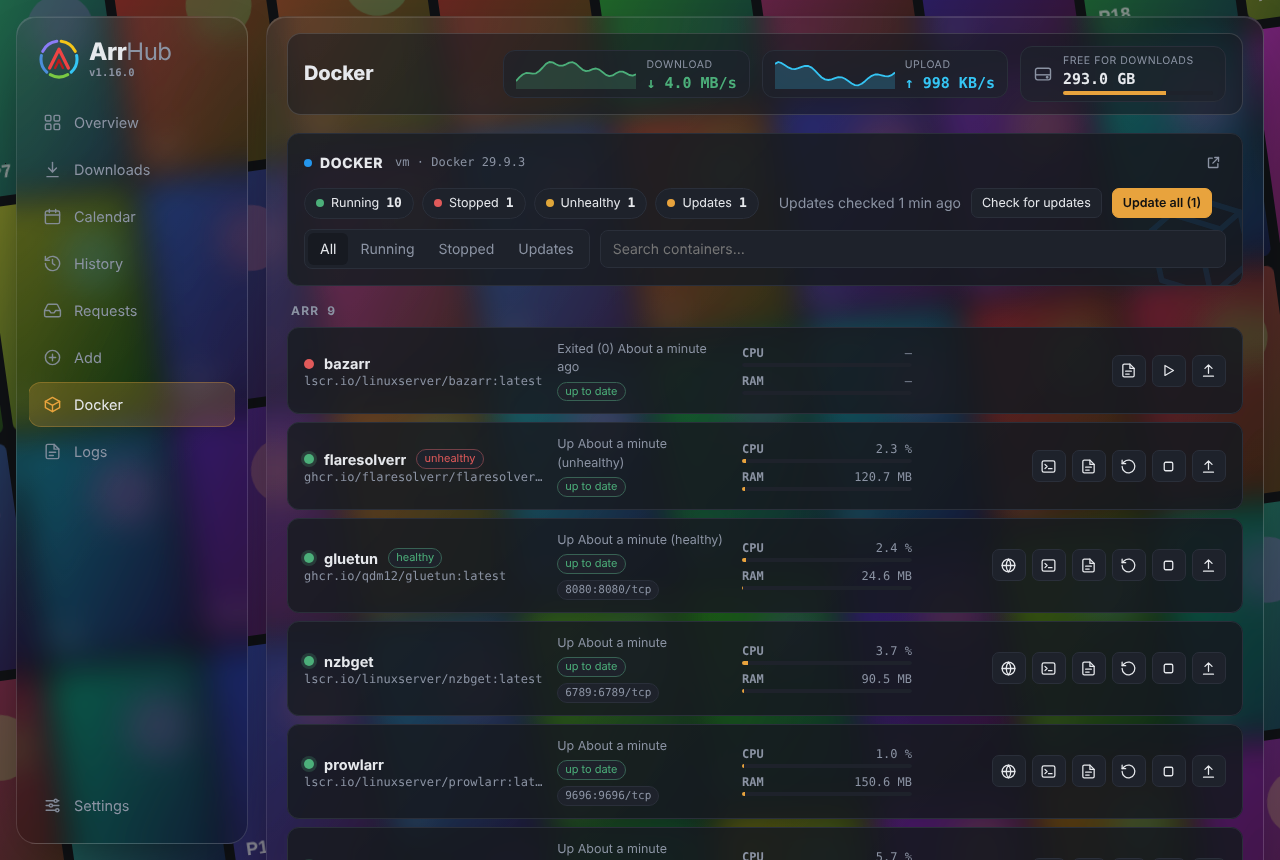 ArrHub
v1.16.0
Overview
Downloads
Calendar
History
Requests
Add
Docker
Logs
Settings
Docker
DOWNLOAD
↓ 4.0 MB/s
UPLOAD
↑ 998 KB/s
FREE FOR DOWNLOADS
293.0 GB
DOCKER vm · Docker 29.9.3
Running 10 Stopped 1 Unhealthy 1 Updates 1 Updates checked 1 min ago Check for updates Update all (1)
All Running Stopped Updates Search containers...
ARR 9
bazarr
lscr.io/linuxserver/bazarr:latest
Exited (0) About a minute
ago
up to date
CPU –
RAM –
flaresolverr unhealthy
ghcr.io/flaresolverr/flaresolver…
Up About a minute
(unhealthy)
up to date
CPU 2.3 %
RAM 120.7 MB
gluetun healthy
ghcr.io/qdm12/gluetun:latest
Up About a minute (healthy)
up to date
8080:8080/tcp
CPU 2.4 %
RAM 24.6 MB
nzbget
lscr.io/linuxserver/nzbget:latest
Up About a minute
up to date
6789:6789/tcp
CPU 3.7 %
RAM 90.5 MB
prowlarr
lscr.io/linuxserver/prowlarr:lat…
Up About a minute
up to date
9696:9696/tcp
CPU 1.0 %
RAM 150.6 MB
Up About a minute
CPU 5.7 %
P18